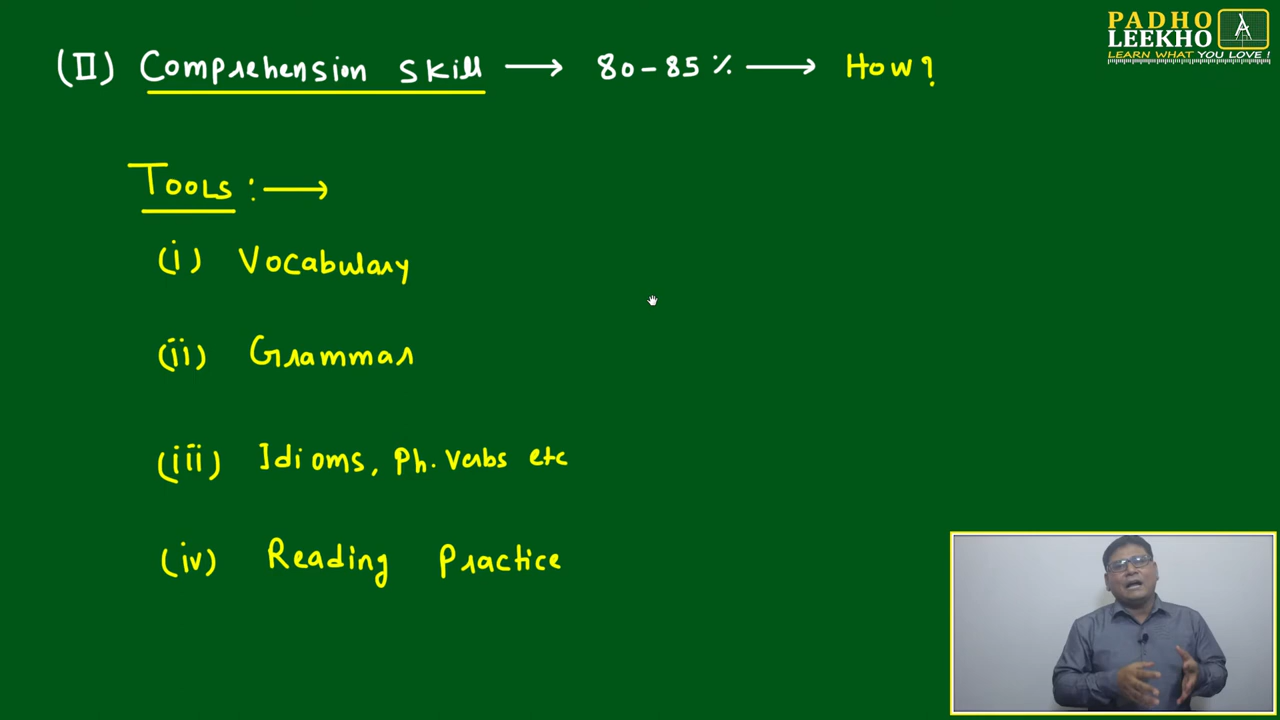 PADHO
LEEKHO
LEARN WHAT YOU LOVE !
(II) Comprehension skill → 80-85 % → How?
Tools :→
(i) Vocabulary
(ii) Grammar
(iii) Idioms, Ph. Verbs etc
(iv) Reading Practice